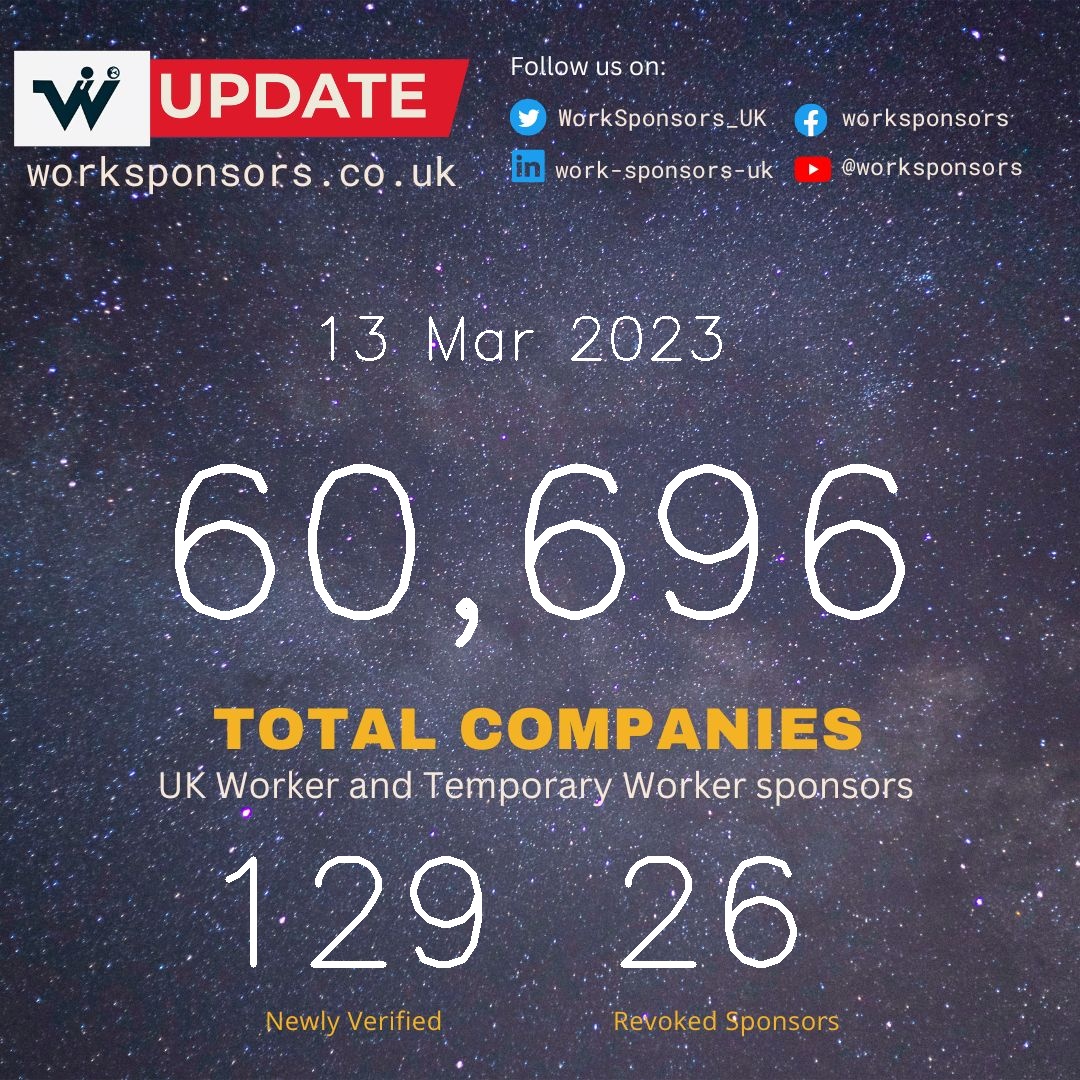 UPDATE
worksponsors.co.uk
Follow us on:
WorkSponsors_UK
worksponsors
work-sponsors-uk
@worksponsors
13 Mar 2023
60,696
TOTAL COMPANIES
UK Worker and Temporary Worker sponsors
129 26
Newly Verified Revoked Sponsors